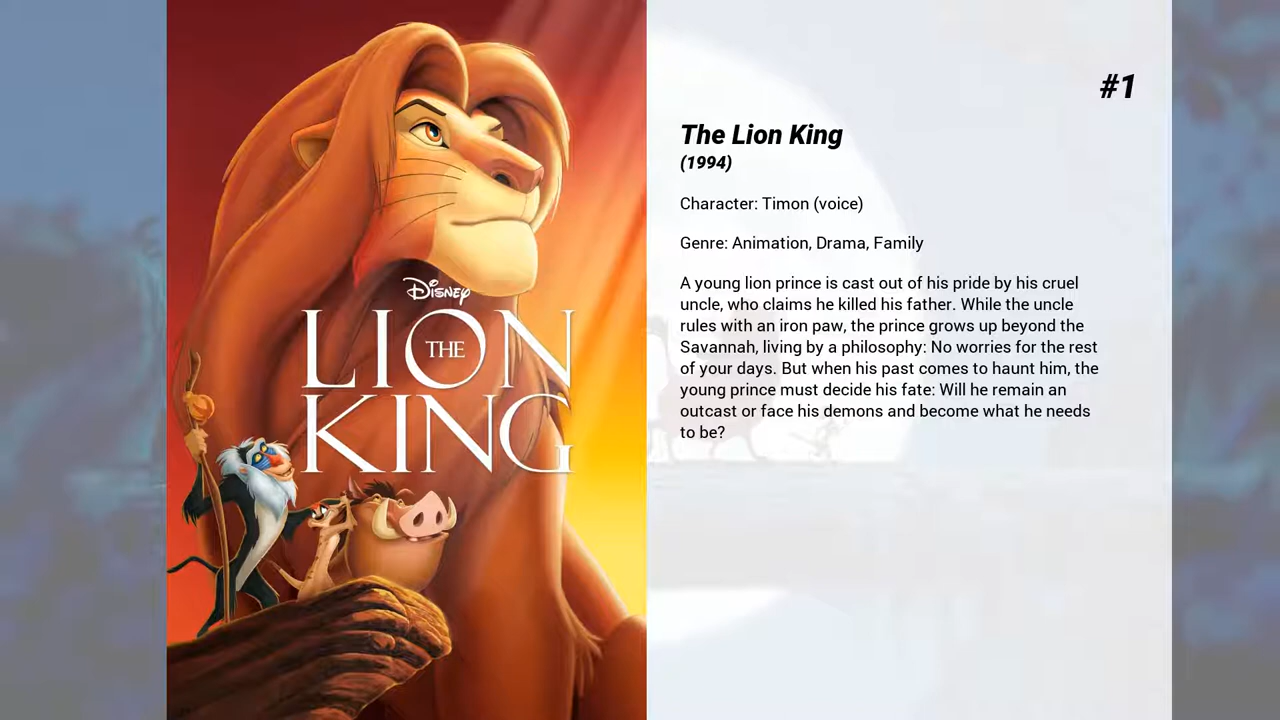 DISNEY
THE
LION
KING
#1
The Lion King
(1994)
Character: Timon (voice)
Genre: Animation, Drama, Family
A young lion prince is cast out of his pride by his cruel
uncle, who claims he killed his father. While the uncle
rules with an iron paw, the prince grows up beyond the
Savannah, living by a philosophy: No worries for the rest
of your days. But when his past comes to haunt him, the
young prince must decide his fate: Will he remain an
outcast or face his demons and become what he needs
to be?